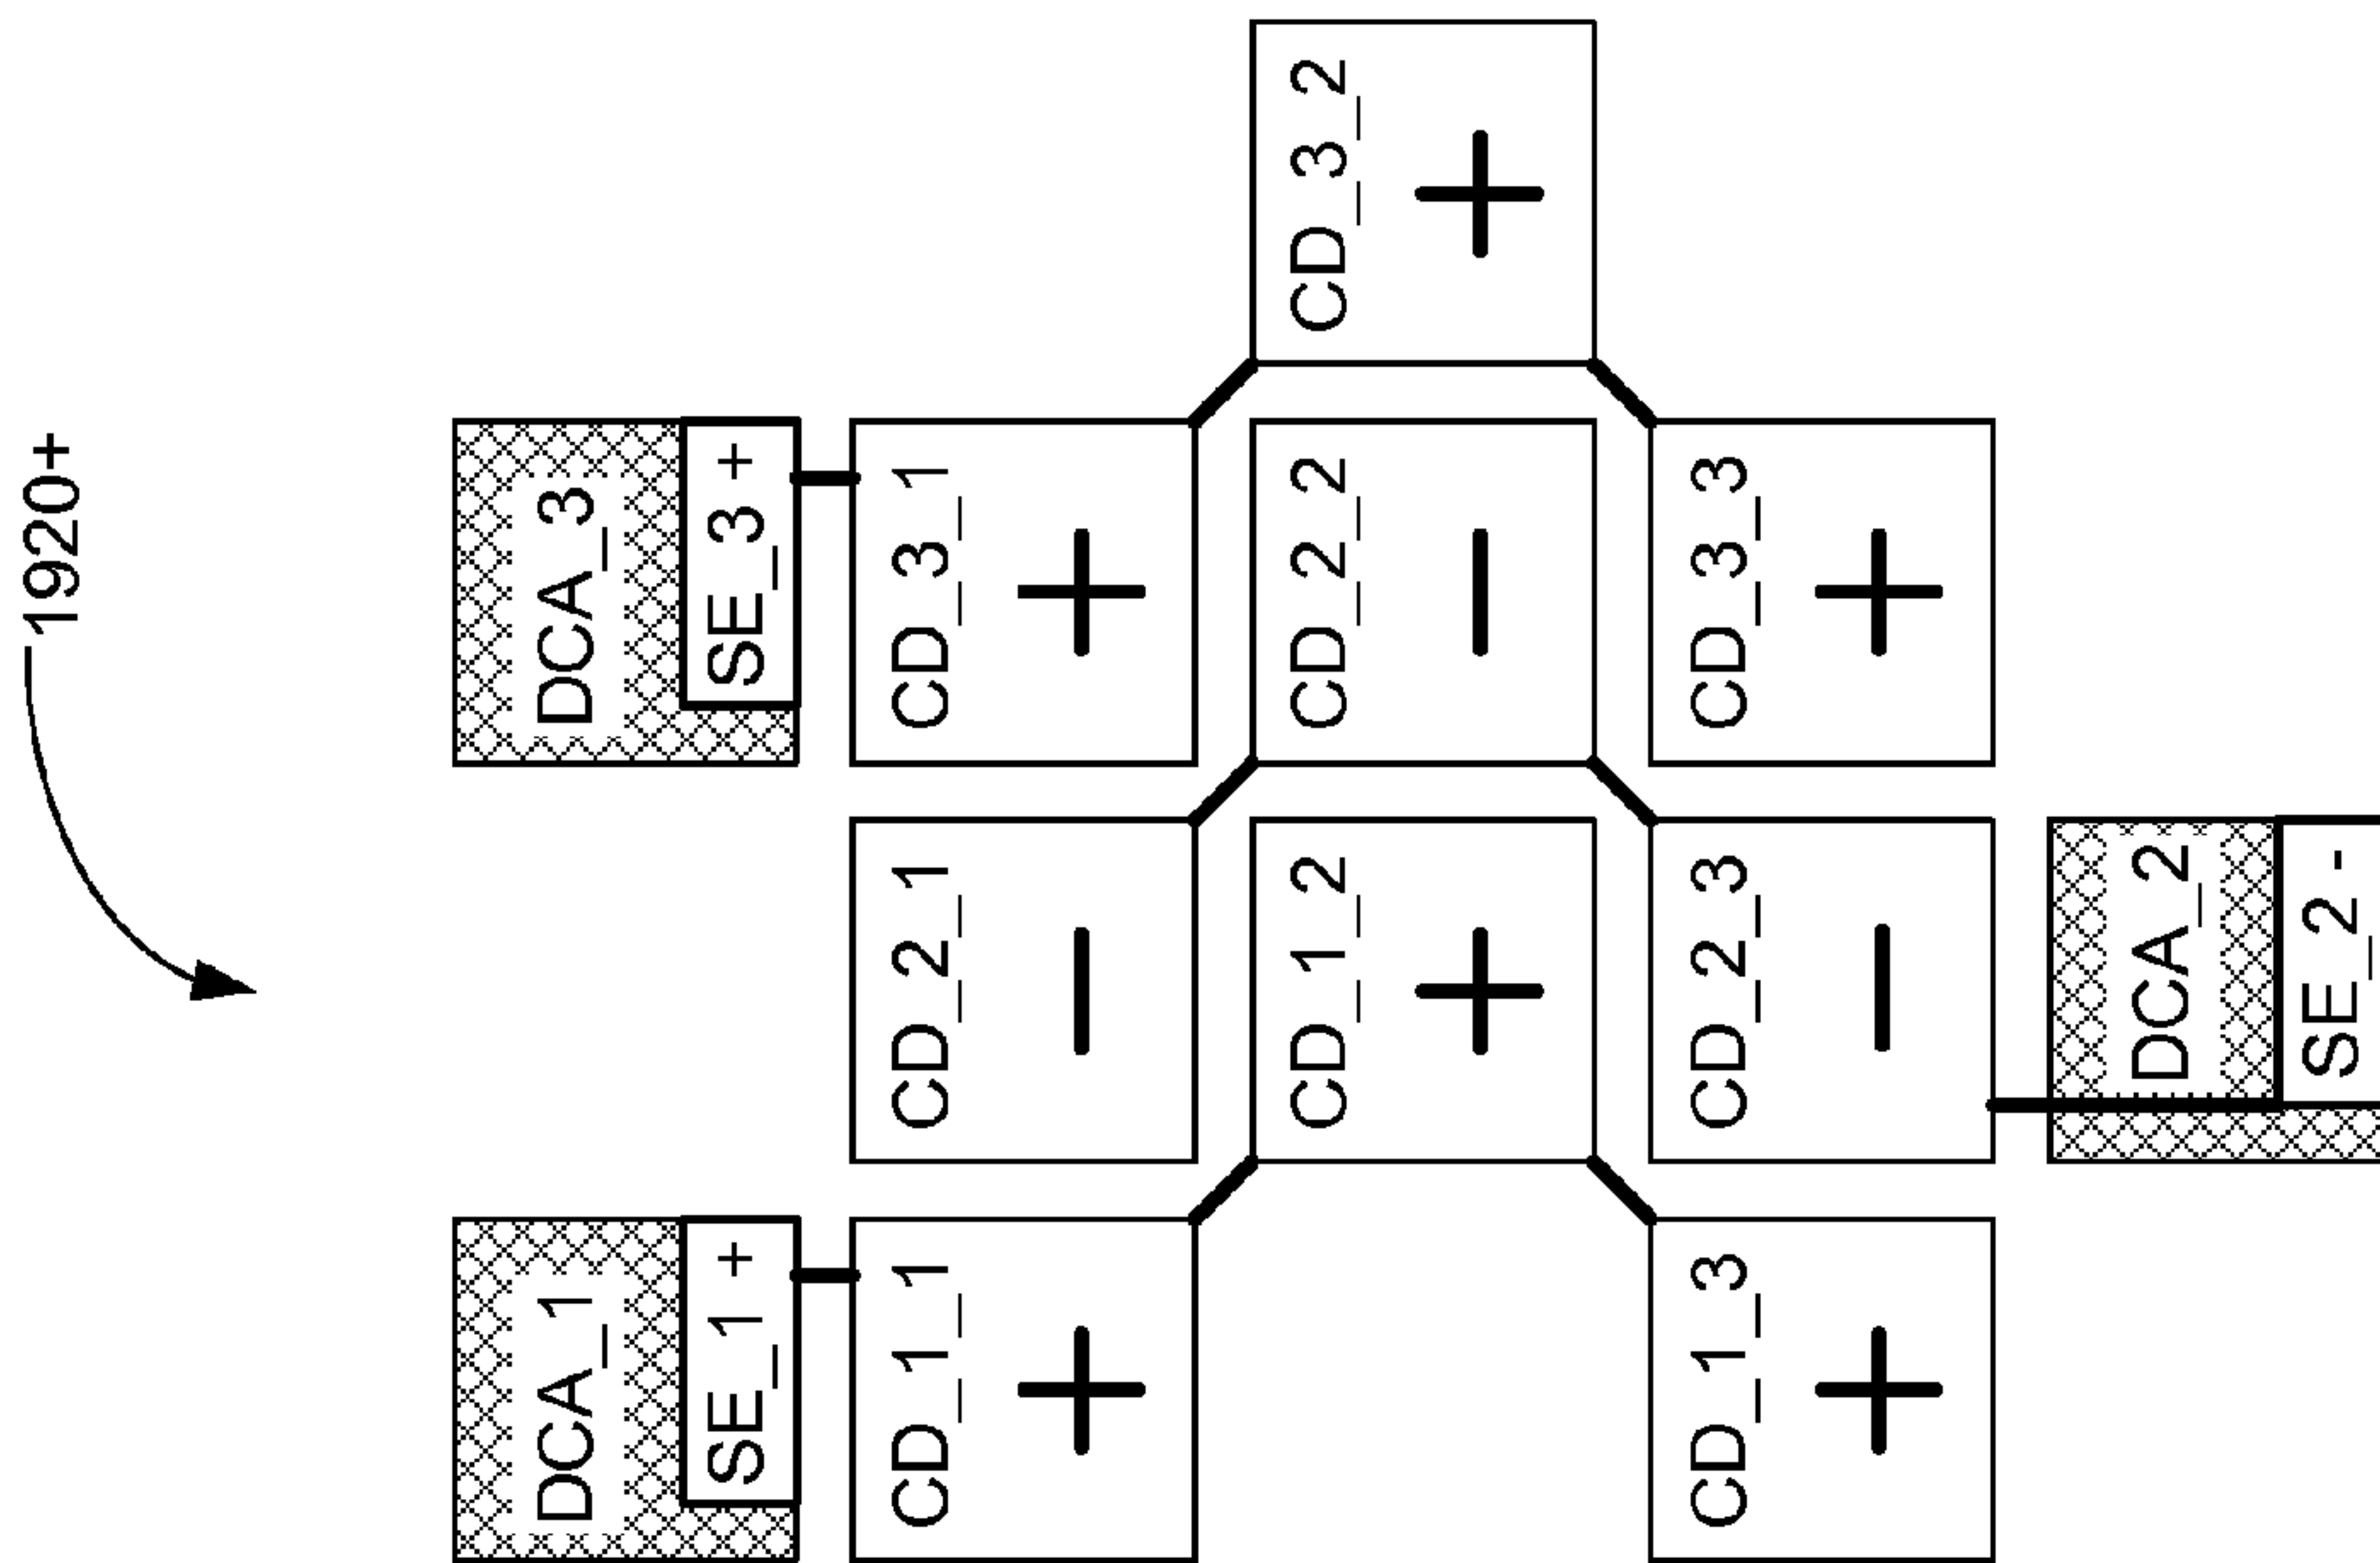 1920+
DCA_1
DCA_3
SE_1 +
SE_3 +
CD_1_1
CD_2_1
CD_3_1
+
−
+
CD_1_2
CD_2_2
CD_3_2
+
−
+
CD_1_3
CD_2_3
CD_3_3
+
−
+
DCA_2
SE_2 -